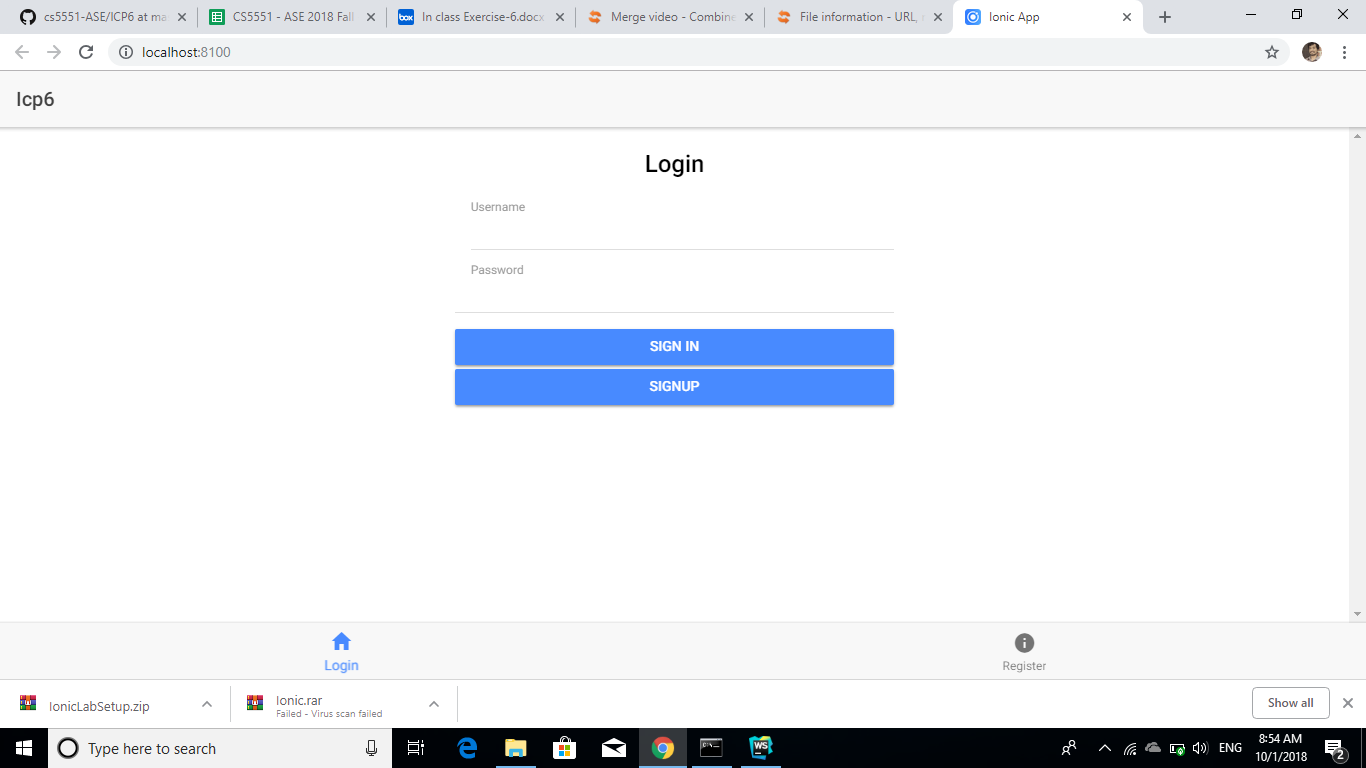 cs5551-ASE/ICP6 at ma
CS5551 - ASE 2018 Fall
box
In class Exercise-6.docx
Merge video - Combine
File information - URL,
Ionic App
localhost:8100
Icp6
Login
Username
Password
SIGN IN
SIGNUP
Login
Register
IonicLabSetup.zip
Ionic.rar
Failed - Virus scan failed
Show all
Type here to search
WS
ENG
8:54 AM
10/1/2018
2